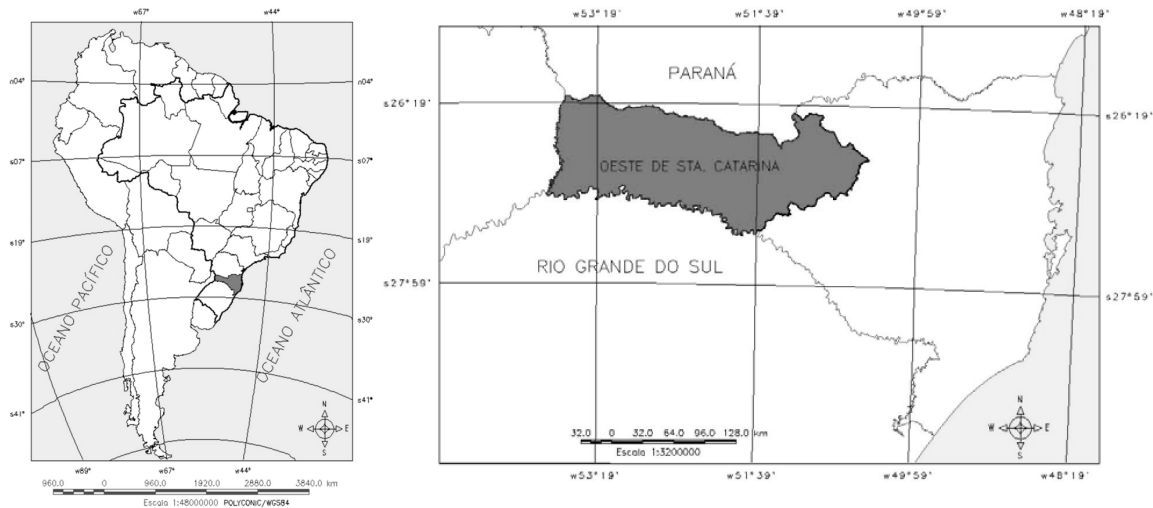 w67° w44°
n04° n04°
s07° s07°
s19° s19°
s30° s30°
s41° s41°
OCEANO PACÍFICO
OCEANO ATLÂNTICO
N
W E
S
w89° w67° w44°
960.0 0 960.0 1920.0 2880.0 3840.0 km
Escala 1:48000000 POLYCONIC/WGS84
w53°19' w51°39' w49°59' w48°19'
PARANÁ
s26°19' s26°19'
OESTE DE STA. CATARINA
RIO GRANDE DO SUL
s27°59' s27°59'
N
W E
S
32.0 0 32.0 64.0 96.0 128.0 km
Escala 1:3200000
w53°19' w51°39' w49°59' w48°19'